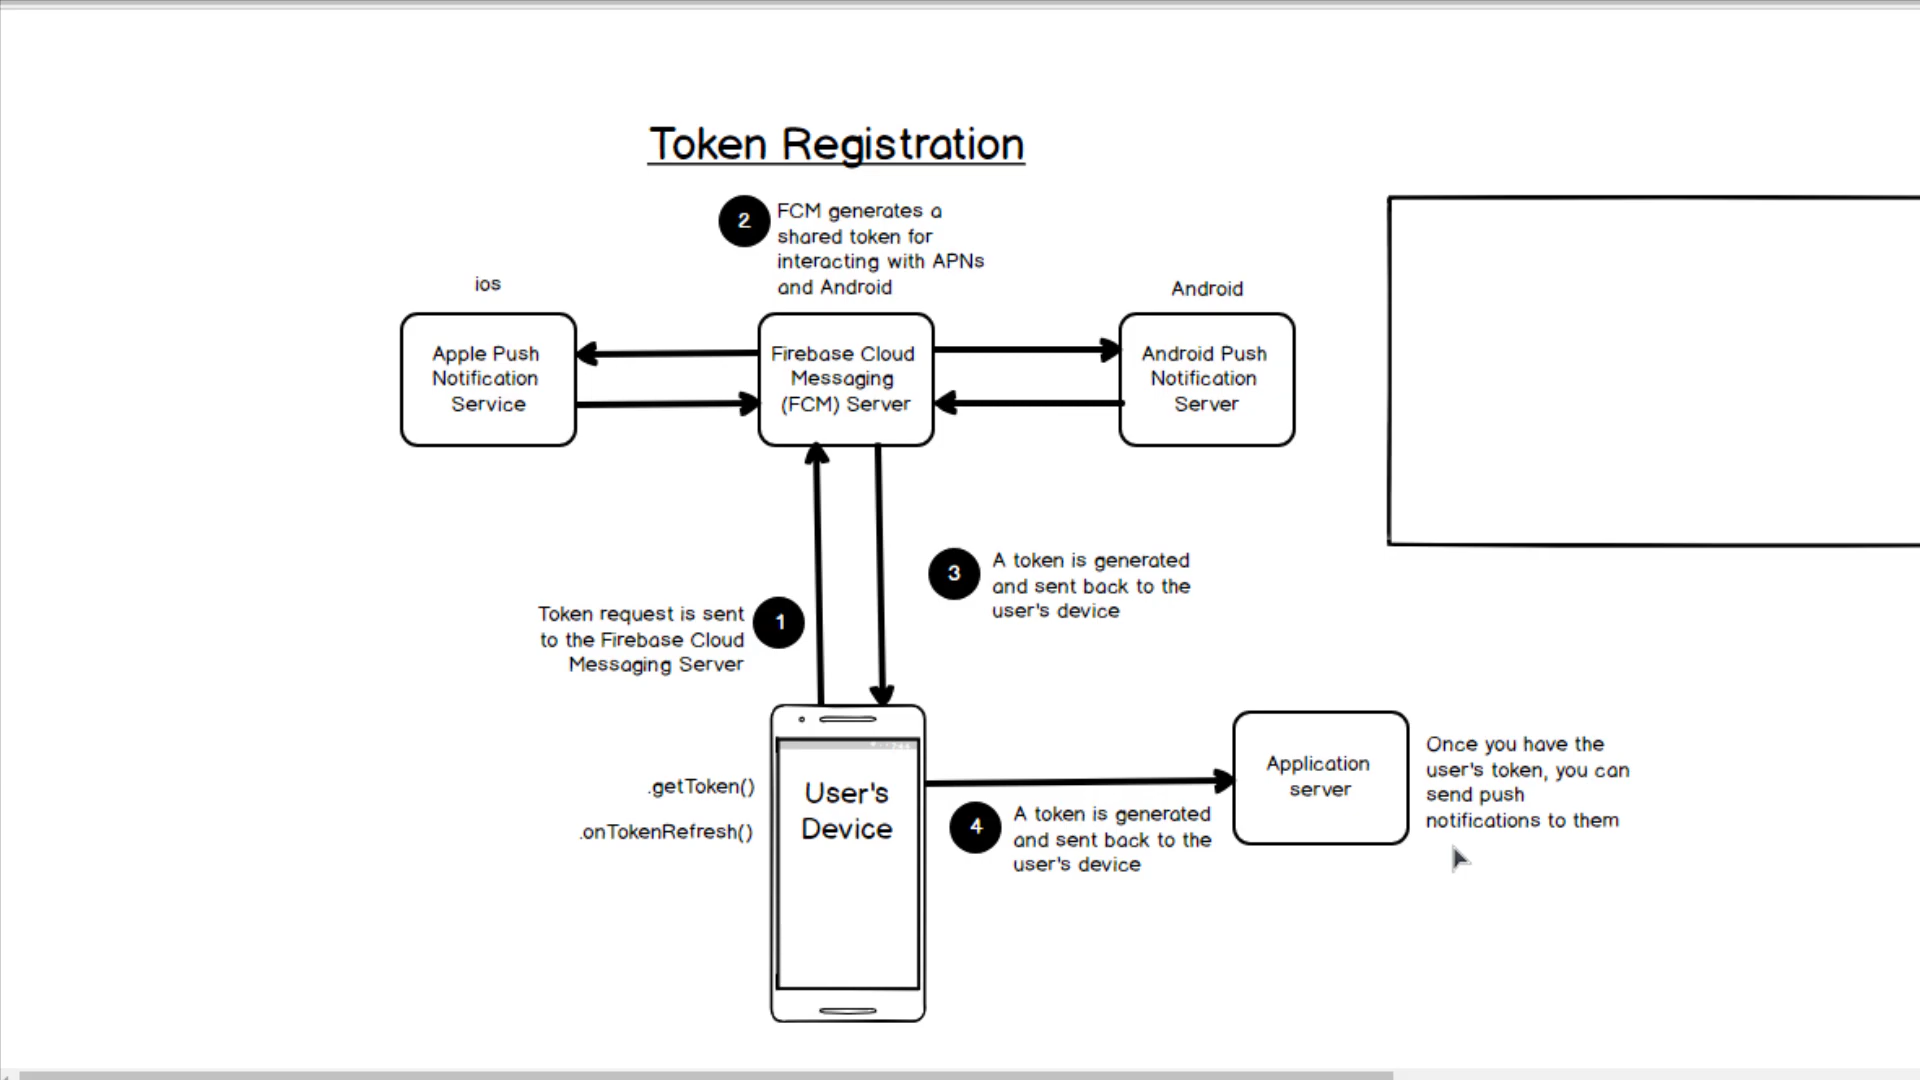 Token Registration
2
FCM generates a
shared token for
interacting with APNs
and Android
ios
Android
Apple Push
Notification
Service
Firebase Cloud
Messaging
(FCM) Server
Android Push
Notification
Server
3
A token is generated
and sent back to the
user's device
Token request is sent
to the Firebase Cloud
Messaging Server
1
.getToken()
.onTokenRefresh()
User's
Device
4
A token is generated
and sent back to the
user's device
Application
server
Once you have the
user's token, you can
send push
notifications to them